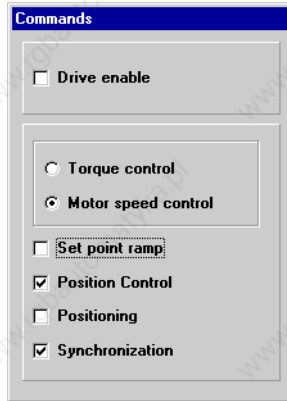 Commands
Drive enable
Torque control
Motor speed control
Set point ramp
Position Control
Positioning
Synchronization